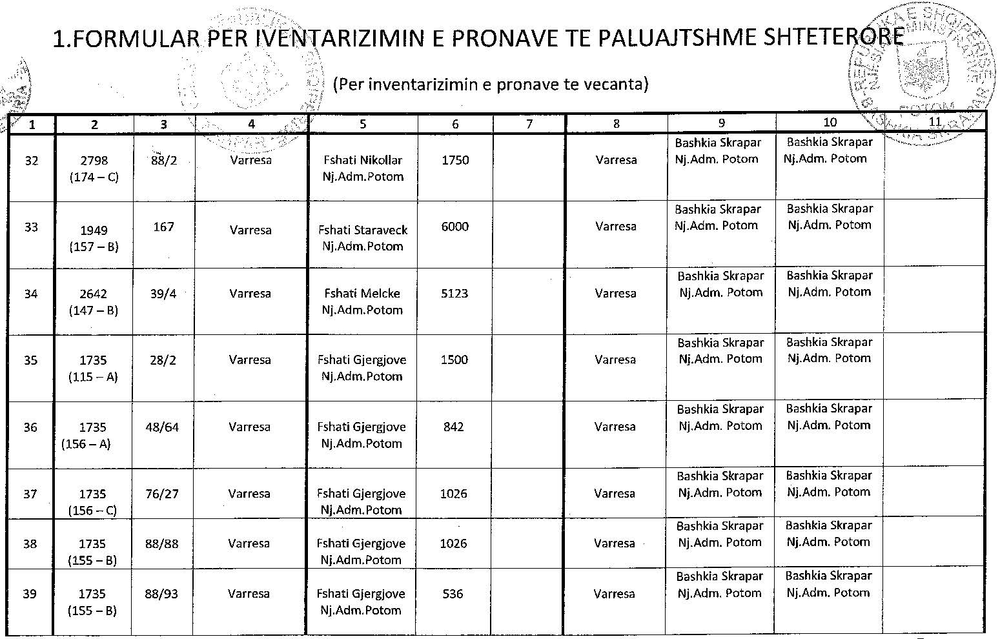 1.FORMULAR PER IVENTARIZIMIN E PRONAVE TE PALUAJTSHME SHTETERORE
(Per inventarizimin e pronave te vecanta)
1 2 3 4 5 6 7 8 9 10 11
32 2798 (174 – C) 88/2 Varresa Fshati Nikollar Nj.Adm.Potom 1750 Varresa Bashkia Skrapar Nj.Adm. Potom Bashkia Skrapar Nj.Adm. Potom
33 1949 (157 – B) 167 Varresa Fshati Staraveck Nj.Adm.Potom 6000 Varresa Bashkia Skrapar Nj.Adm. Potom Bashkia Skrapar Nj.Adm. Potom
34 2642 (147 – B) 39/4 Varresa Fshati Melcke Nj.Adm.Potom 5123 Varresa Bashkia Skrapar Nj.Adm. Potom Bashkia Skrapar Nj.Adm. Potom
35 1735 (115 – A) 28/2 Varresa Fshati Gjergjove Nj.Adm.Potom 1500 Varresa Bashkia Skrapar Nj.Adm. Potom Bashkia Skrapar Nj.Adm. Potom
36 1735 (156 – A) 48/64 Varresa Fshati Gjergjove Nj.Adm.Potom 842 Varresa Bashkia Skrapar Nj.Adm. Potom Bashkia Skrapar Nj.Adm. Potom
37 1735 (156 – C) 76/27 Varresa Fshati Gjergjove Nj.Adm.Potom 1026 Varresa Bashkia Skrapar Nj.Adm. Potom Bashkia Skrapar Nj.Adm. Potom
38 1735 (155 – B) 88/88 Varresa Fshati Gjergjove Nj.Adm.Potom 1026 Varresa Bashkia Skrapar Nj.Adm. Potom Bashkia Skrapar Nj.Adm. Potom
39 1735 (155 – B) 88/93 Varresa Fshati Gjergjove Nj.Adm.Potom 536 Varresa Bashkia Skrapar Nj.Adm. Potom Bashkia Skrapar Nj.Adm. Potom
POTOM